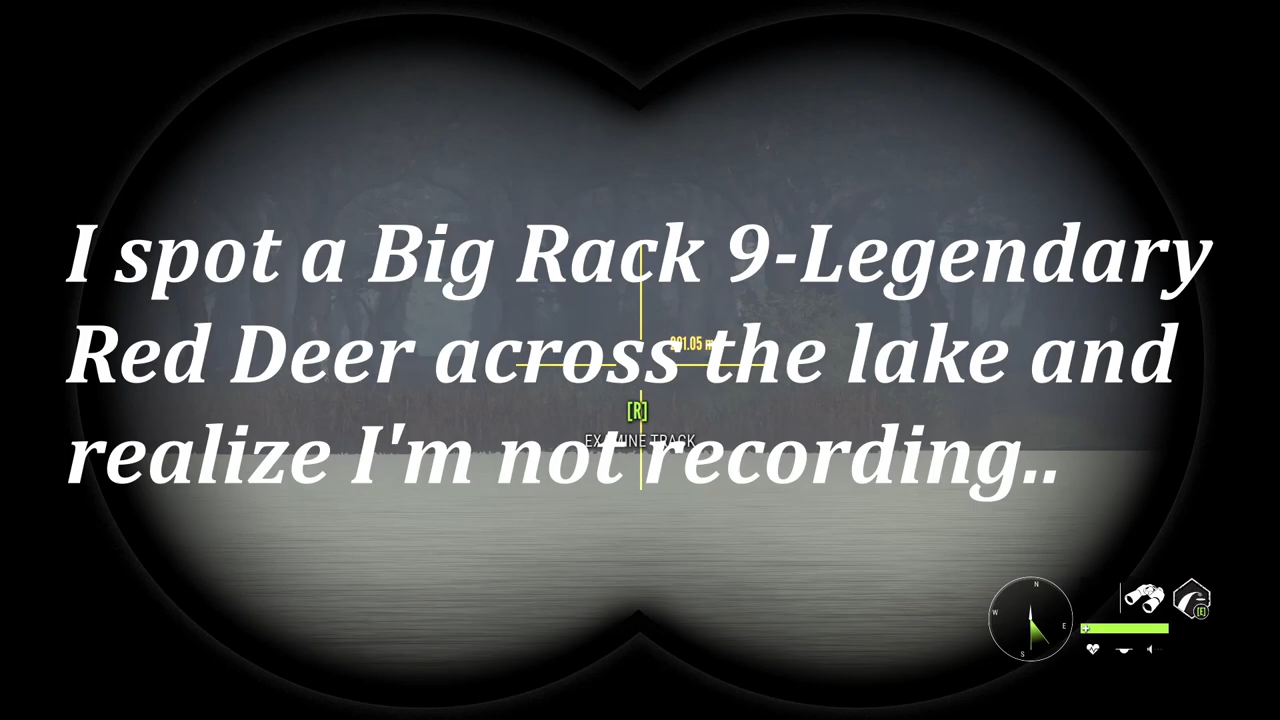 I spot a Big Rack 9-Legendary
Red Deer across the lake and
realize I'm not recording..
[R]
EXAMINE TRACK
N
W
E
S
[E]